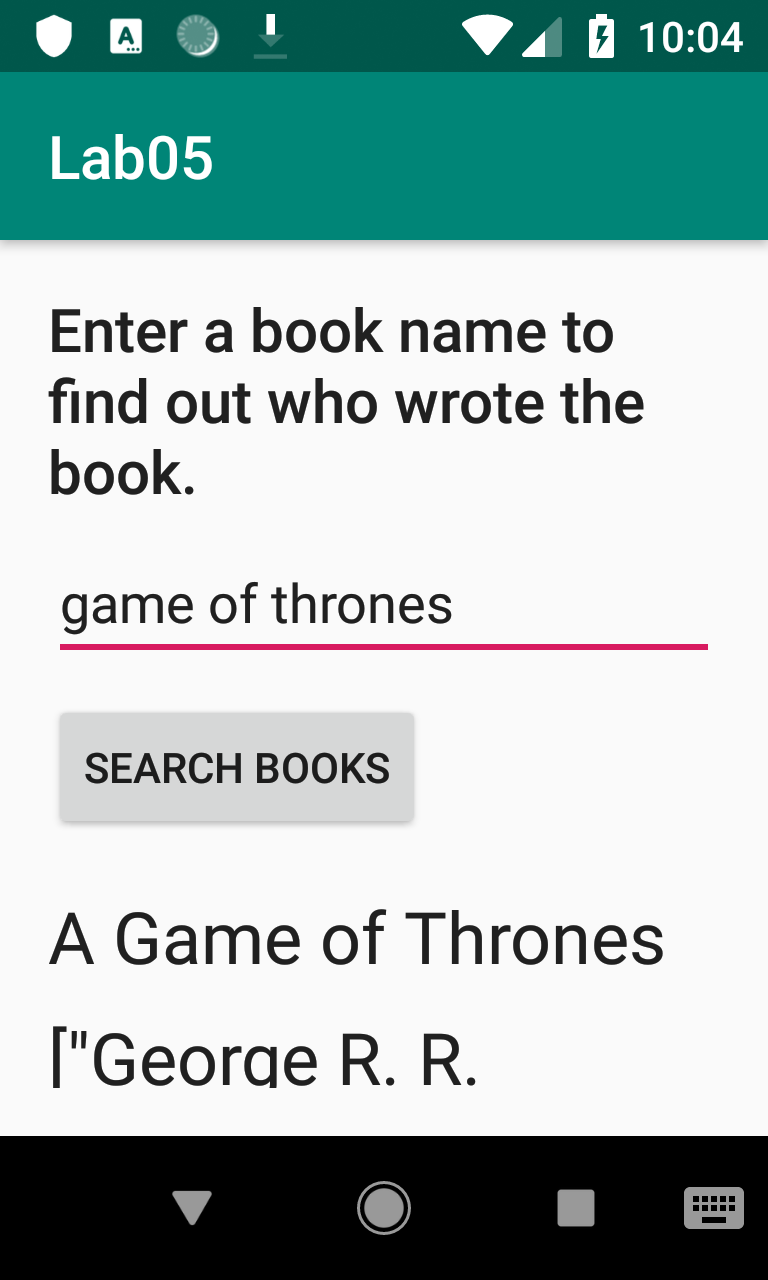 10:04
Lab05
Enter a book name to
find out who wrote the
book.
game of thrones
SEARCH BOOKS
A Game of Thrones
["George R. R.